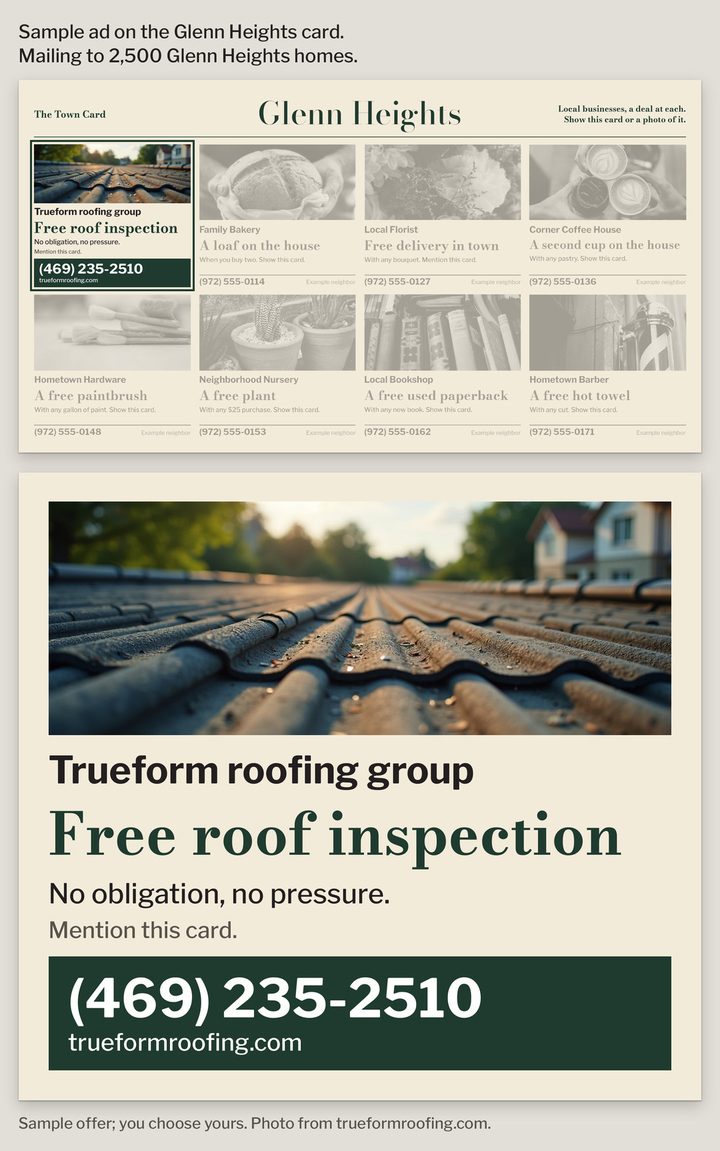 Sample ad on the Glenn Heights card.
Mailing to 2,500 Glenn Heights homes.
The Town Card
Glenn Heights
Local businesses, a deal at each.
Show this card or a photo of it.
Trueform roofing group
Free roof inspection
No obligation, no pressure.
Mention this card.
(469) 235-2510
trueformroofing.com
Family Bakery
A loaf on the house
When you buy two. Show this card.
(972) 555-0114
Example neighbor
Local Florist
Free delivery in town
With any bouquet. Mention this card.
(972) 555-0127
Example neighbor
Corner Coffee House
A second cup on the house
With any pastry. Show this card.
(972) 555-0136
Example neighbor
Hometown Hardware
A free paintbrush
With any gallon of paint. Show this card.
(972) 555-0148
Example neighbor
Neighborhood Nursery
A free plant
With any $25 purchase. Show this card.
(972) 555-0153
Example neighbor
Local Bookshop
A free used paperback
With any new book. Show this card.
(972) 555-0162
Example neighbor
Hometown Barber
A free hot towel
With any cut. Show this card.
(972) 555-0171
Example neighbor
Trueform roofing group
Free roof inspection
No obligation, no pressure.
Mention this card.
(469) 235-2510
trueformroofing.com
Sample offer; you choose yours. Photo from trueformroofing.com.